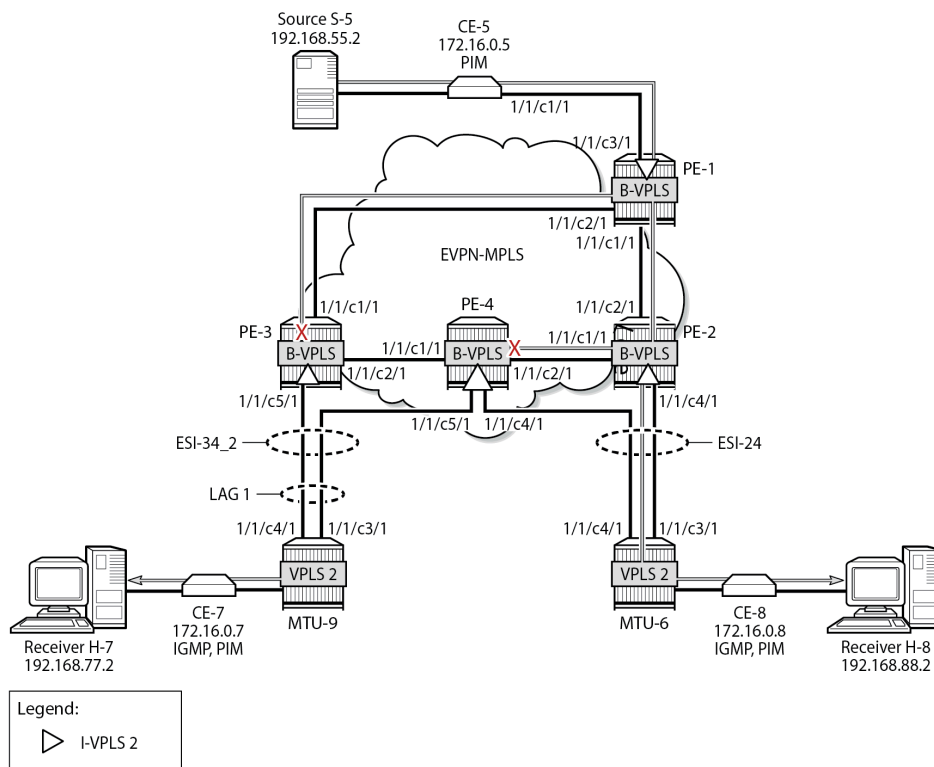 Source S-5
192.168.55.2
CE-5
172.16.0.5
PIM
1/1/c1/1
1/1/c3/1
PE-1
B-VPLS
1/1/c2/1
1/1/c1/1
EVPN-MPLS
1/1/c1/1
PE-4
1/1/c2/1
PE-3
X
1/1/c1/1
X
1/1/c1/1
PE-2
B-VPLS
B-VPLS
B-VPLS
1/1/c2/1
1/1/c2/1
1/1/c5/1
1/1/c4/1
1/1/c5/1
1/1/c4/1
ESI-34_2
ESI-24
LAG 1
1/1/c4/1
1/1/c3/1
1/1/c4/1
1/1/c3/1
VPLS 2
VPLS 2
CE-7
172.16.0.7
IGMP, PIM
MTU-9
MTU-6
CE-8
172.16.0.8
IGMP, PIM
Receiver H-7
192.168.77.2
Receiver H-8
192.168.88.2
Legend:
I-VPLS 2